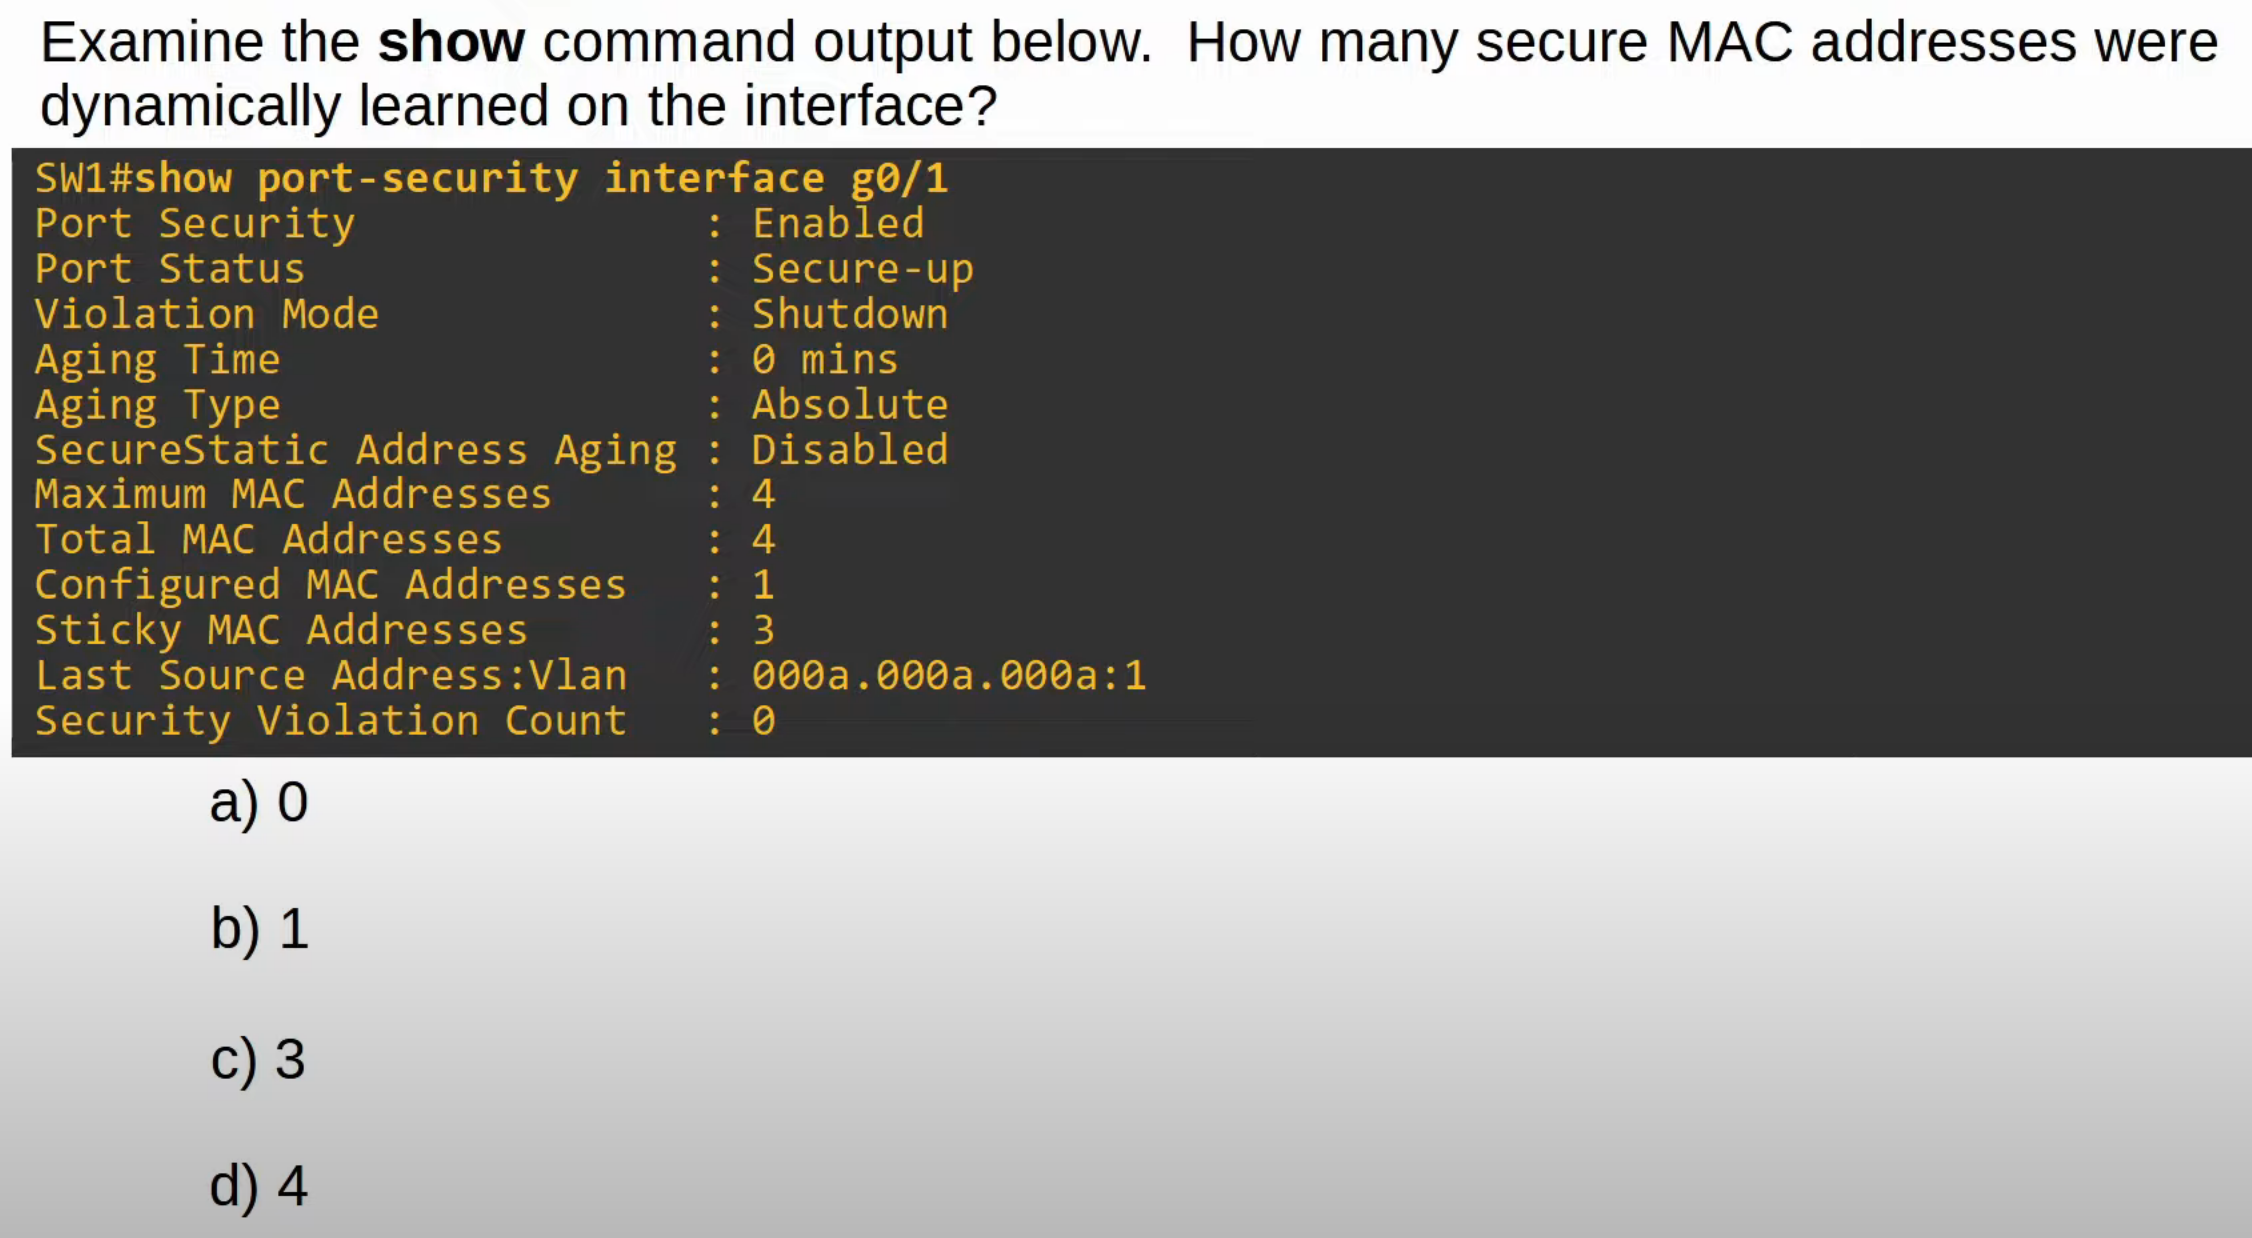 Examine the show command output below. How many secure MAC addresses were
dynamically learned on the interface?
SW1#show port-security interface g0/1
Port Security : Enabled
Port Status : Secure-up
Violation Mode : Shutdown
Aging Time : 0 mins
Aging Type : Absolute
SecureStatic Address Aging : Disabled
Maximum MAC Addresses : 4
Total MAC Addresses : 4
Configured MAC Addresses : 1
Sticky MAC Addresses : 3
Last Source Address:Vlan : 000a.000a.000a:1
Security Violation Count : 0
a) 0
b) 1
c) 3
d) 4